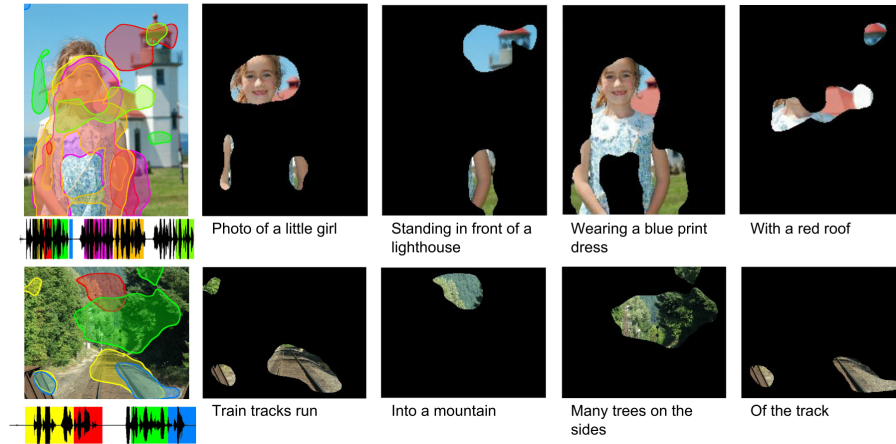 Photo of a little girl
Standing in front of a
lighthouse
Wearing a blue print
dress
With a red roof
Train tracks run
Into a mountain
Many trees on the
sides
Of the track